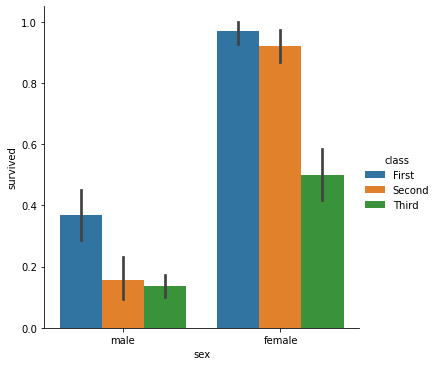 1.0
0.8
0.6
0.4
0.2
0.0
survived
male
female
sex
class
First
Second
Third